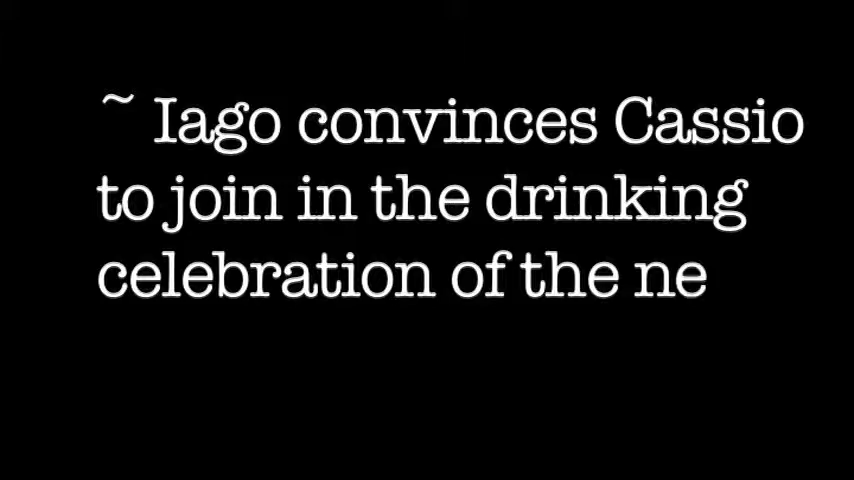 ~ Iago convinces Cassio
to join in the drinking
celebration of the ne